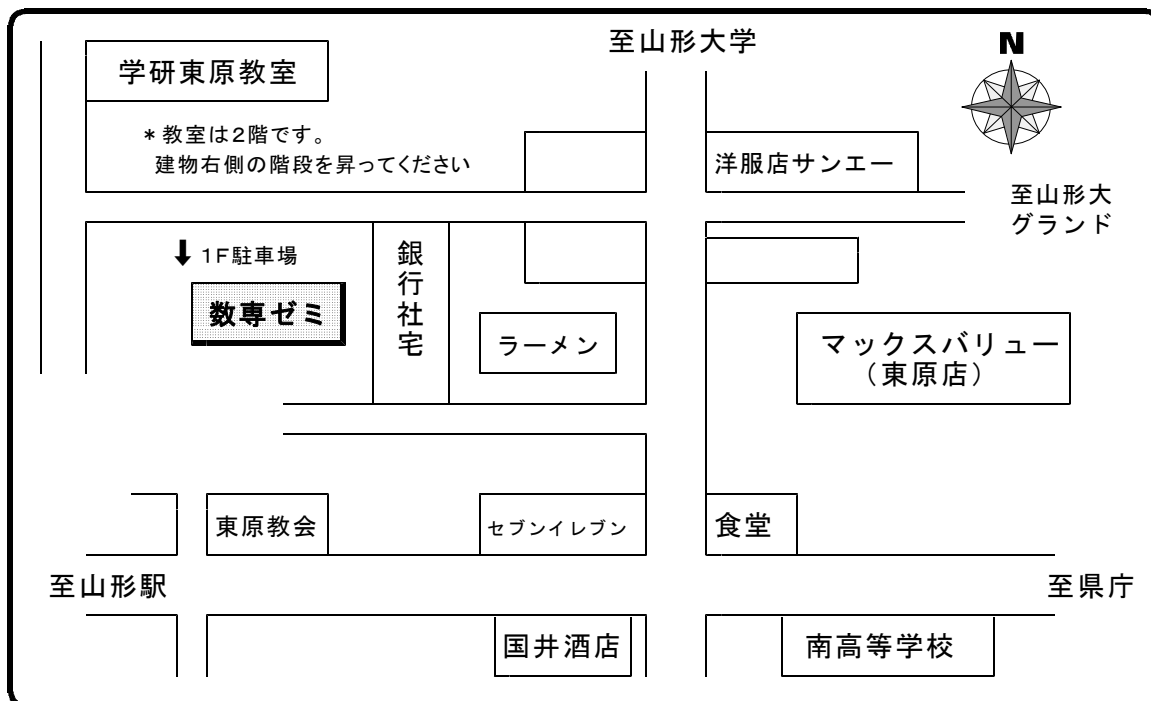 至山形大学
N
学研東原教室
*教室は2階です。
建物右側の階段を昇ってください
洋服店サンエー
至山形大
グランド
↓ 1F駐車場
銀行社宅
数専ゼミ
ラーメン
マックスバリュー
(東原店)
東原教会
セブンイレブン
食堂
至山形駅
至県庁
国井酒店
南高等学校